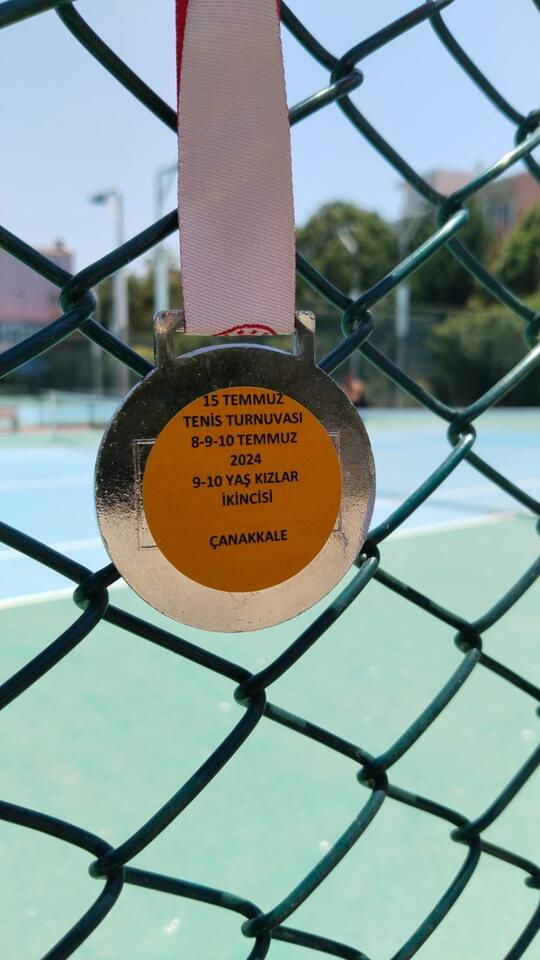 15 TEMMUZ
TENİS TURNUVASI
8-9-10 TEMMUZ
2024
9-10 YAŞ KIZLAR
İKİNCİSİ
ÇANAKKALE